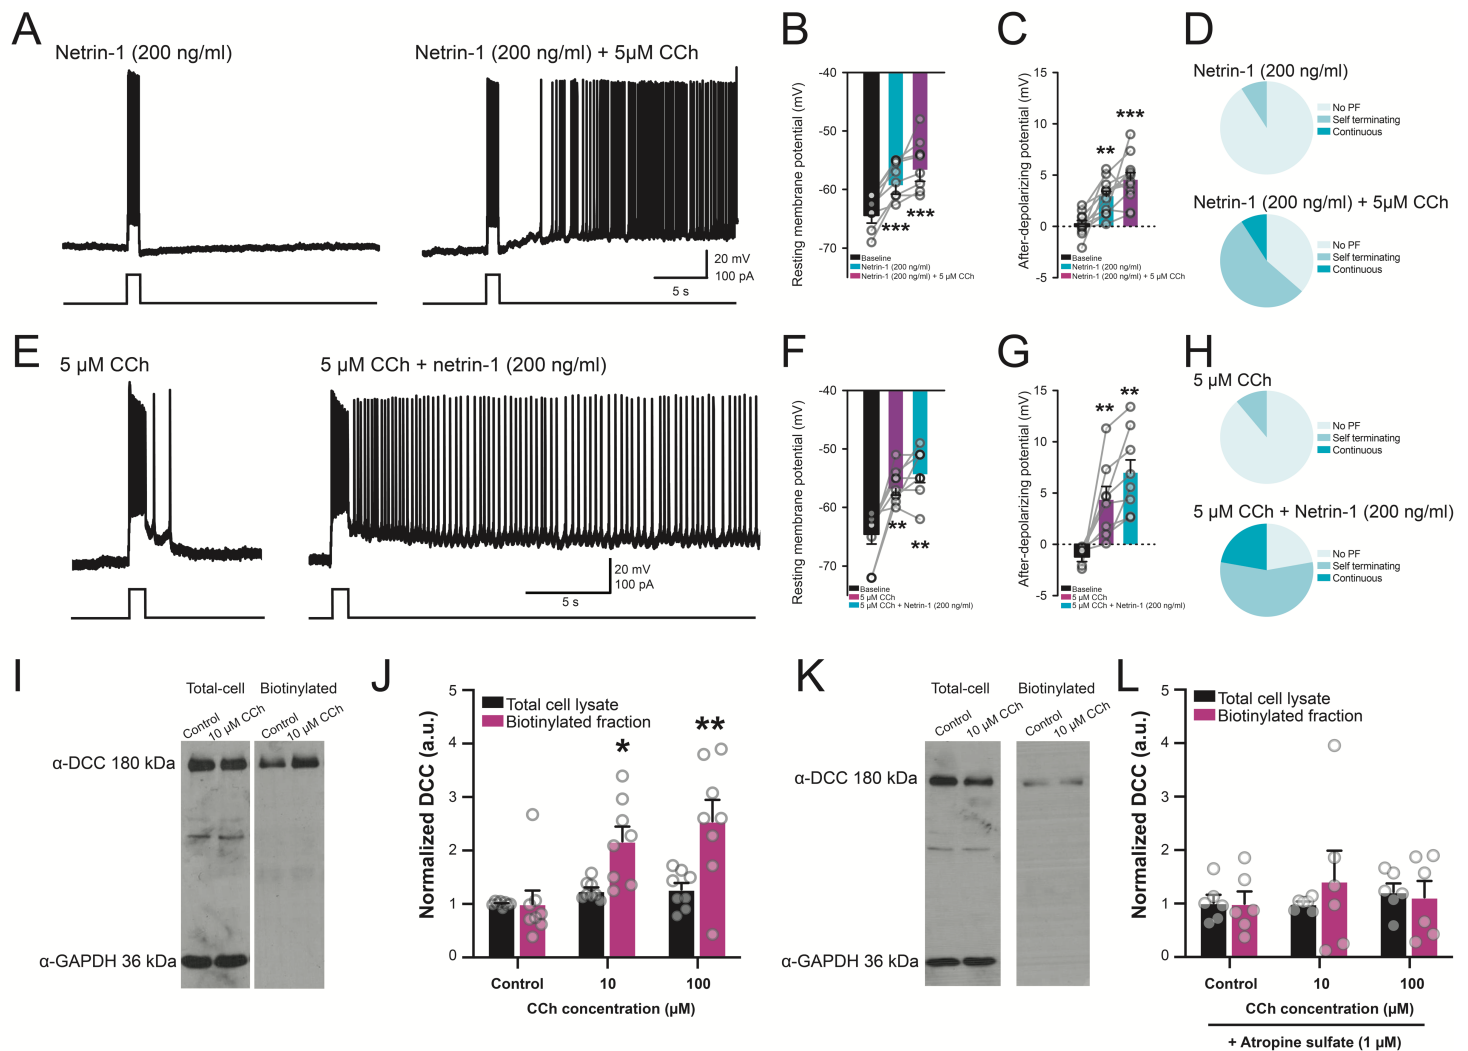 A
Netrin-1 (200 ng/ml)
Netrin-1 (200 ng/ml) + 5µM CCh
20 mV
100 pA
5 s
B
Resting membrane potential (mV)
-40
-50
-60
-70
***
***
Baseline
Netrin-1 (200 ng/ml)
Netrin-1 (200 ng/ml) + 5 µM CCh
C
After-depolarizing potential (mV)
15
10
5
0
-5
**
***
Baseline
Netrin-1 (200 ng/ml)
Netrin-1 (200 ng/ml) + 5 µM CCh
D
Netrin-1 (200 ng/ml)
No PF
Self terminating
Continuous
Netrin-1 (200 ng/ml) + 5µM CCh
No PF
Self terminating
Continuous
E
5 µM CCh
5 µM CCh + netrin-1 (200 ng/ml)
20 mV
100 pA
5 s
F
Resting membrane potential (mV)
-40
-50
-60
-70
**
**
Baseline
5 µM CCh
5 µM CCh + Netrin-1 (200 ng/ml)
G
After-depolarizing potential (mV)
15
10
5
0
-5
**
**
Baseline
5 µM CCh
5 µM CCh + Netrin-1 (200 ng/ml)
H
5 µM CCh
No PF
Self terminating
Continuous
5 µM CCh + Netrin-1 (200 ng/ml)
No PF
Self terminating
Continuous
I
Total-cell
Biotinylated
Control
10 µM CCh
Control
10 µM CCh
α-DCC 180 kDa
α-GAPDH 36 kDa
J
Normalized DCC (a.u.)
5
4
3
2
1
0
Total cell lysate
Biotinylated fraction
*
**
Control
10
100
CCh concentration (µM)
K
Total-cell
Biotinylated
Control
10 µM CCh
Control
10 µM CCh
α-DCC 180 kDa
α-GAPDH 36 kDa
L
Normalized DCC (a.u.)
5
4
3
2
1
0
Total cell lysate
Biotinylated fraction
Control
10
100
CCh concentration (µM)
+ Atropine sulfate (1 µM)